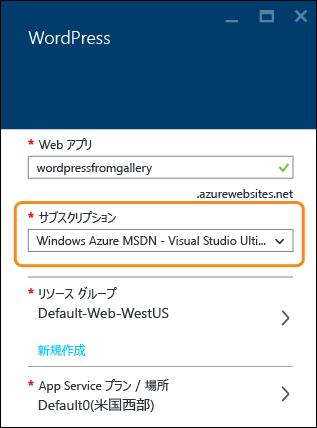 WordPress
* Web アプリ
wordpressfromgallery
.azurewebsites.net
* サブスクリプション
Windows Azure MSDN - Visual Studio Ulti...
* リソース グループ
Default-Web-WestUS
新規作成
* App Service プラン / 場所
Default0(米国西部)